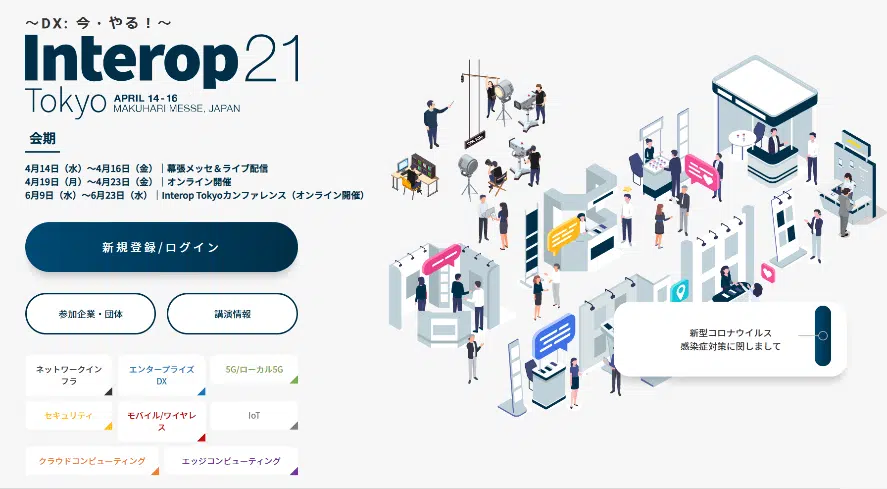 〜DX: 今・やる！〜
Interop21
Tokyo APRIL 14-16
MAKUHARI MESSE, JAPAN
会期
4月14日（水）〜4月16日（金）｜幕張メッセ＆ライブ配信
4月19日（月）〜4月23日（金）｜オンライン開催
6月9日（水）〜6月23日（水）｜Interop Tokyoカンファレンス（オンライン開催）
新規登録/ログイン
参加企業・団体
講演情報
ネットワークイン
フラ
エンタープライズ
DX
5G/ローカル5G
セキュリティ
モバイル/ワイヤレ
ス
IoT
クラウドコンピューティング
エッジコンピューティング
新型コロナウイルス
感染症対策に関しまして